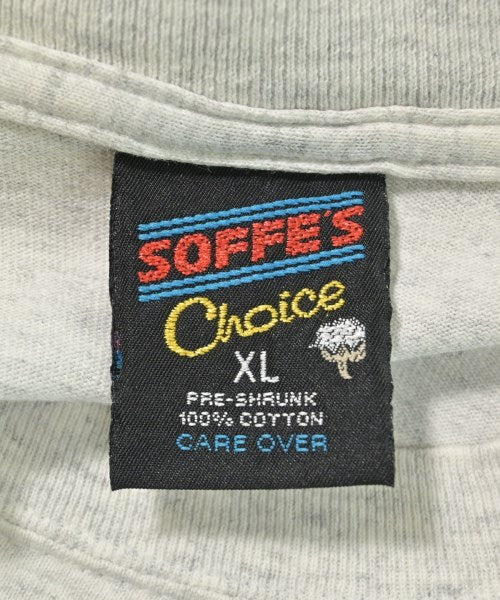 SOFFE'S
Choice
XL
PRE-SHRUNK
100% COTTON
CARE OVER